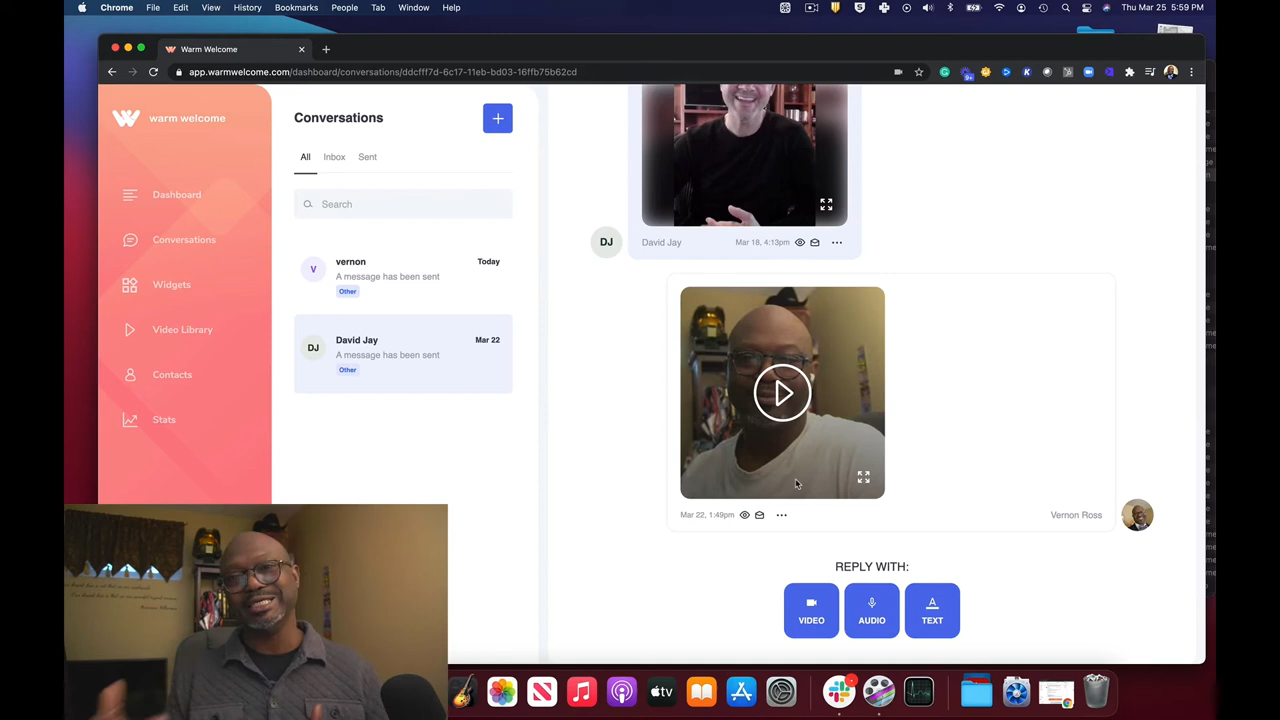 Chrome File Edit View History Bookmarks People Tab Window Help
Thu Mar 25 5:59 PM
Warm Welcome
app.warmwelcome.com/dashboard/conversations/ddcfff7d-6c17-11eb-bd03-16ffb75b62cd
9+
warm welcome
Dashboard
Conversations
Widgets
Video Library
Contacts
Stats
Conversations
All Inbox Sent
Search
V
vernon Today
A message has been sent
Other
DJ
David Jay Mar 22
A message has been sent
Other
DJ
David Jay Mar 18, 4:13pm
Mar 22, 1:49pm
Vernon Ross
REPLY WITH:
VIDEO AUDIO TEXT
tv